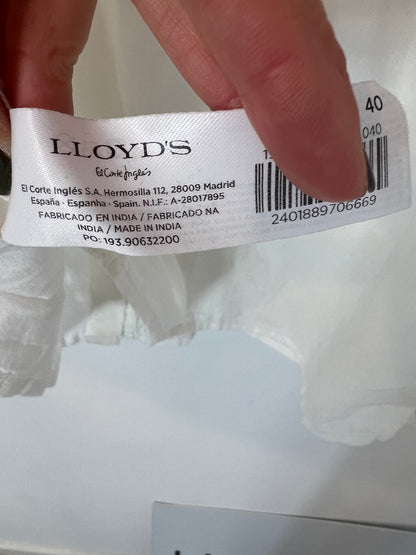 LLOYD'S
El Corte Inglés
El Corte Inglés S.A. Hermosilla 112, 28009 Madrid
España · Espanha · Spain. N.I.F.: A-28017895
FABRICADO EN INDIA / FABRICADO NA
INDIA / MADE IN INDIA
PO: 193.90632200
40
040
2401889706669